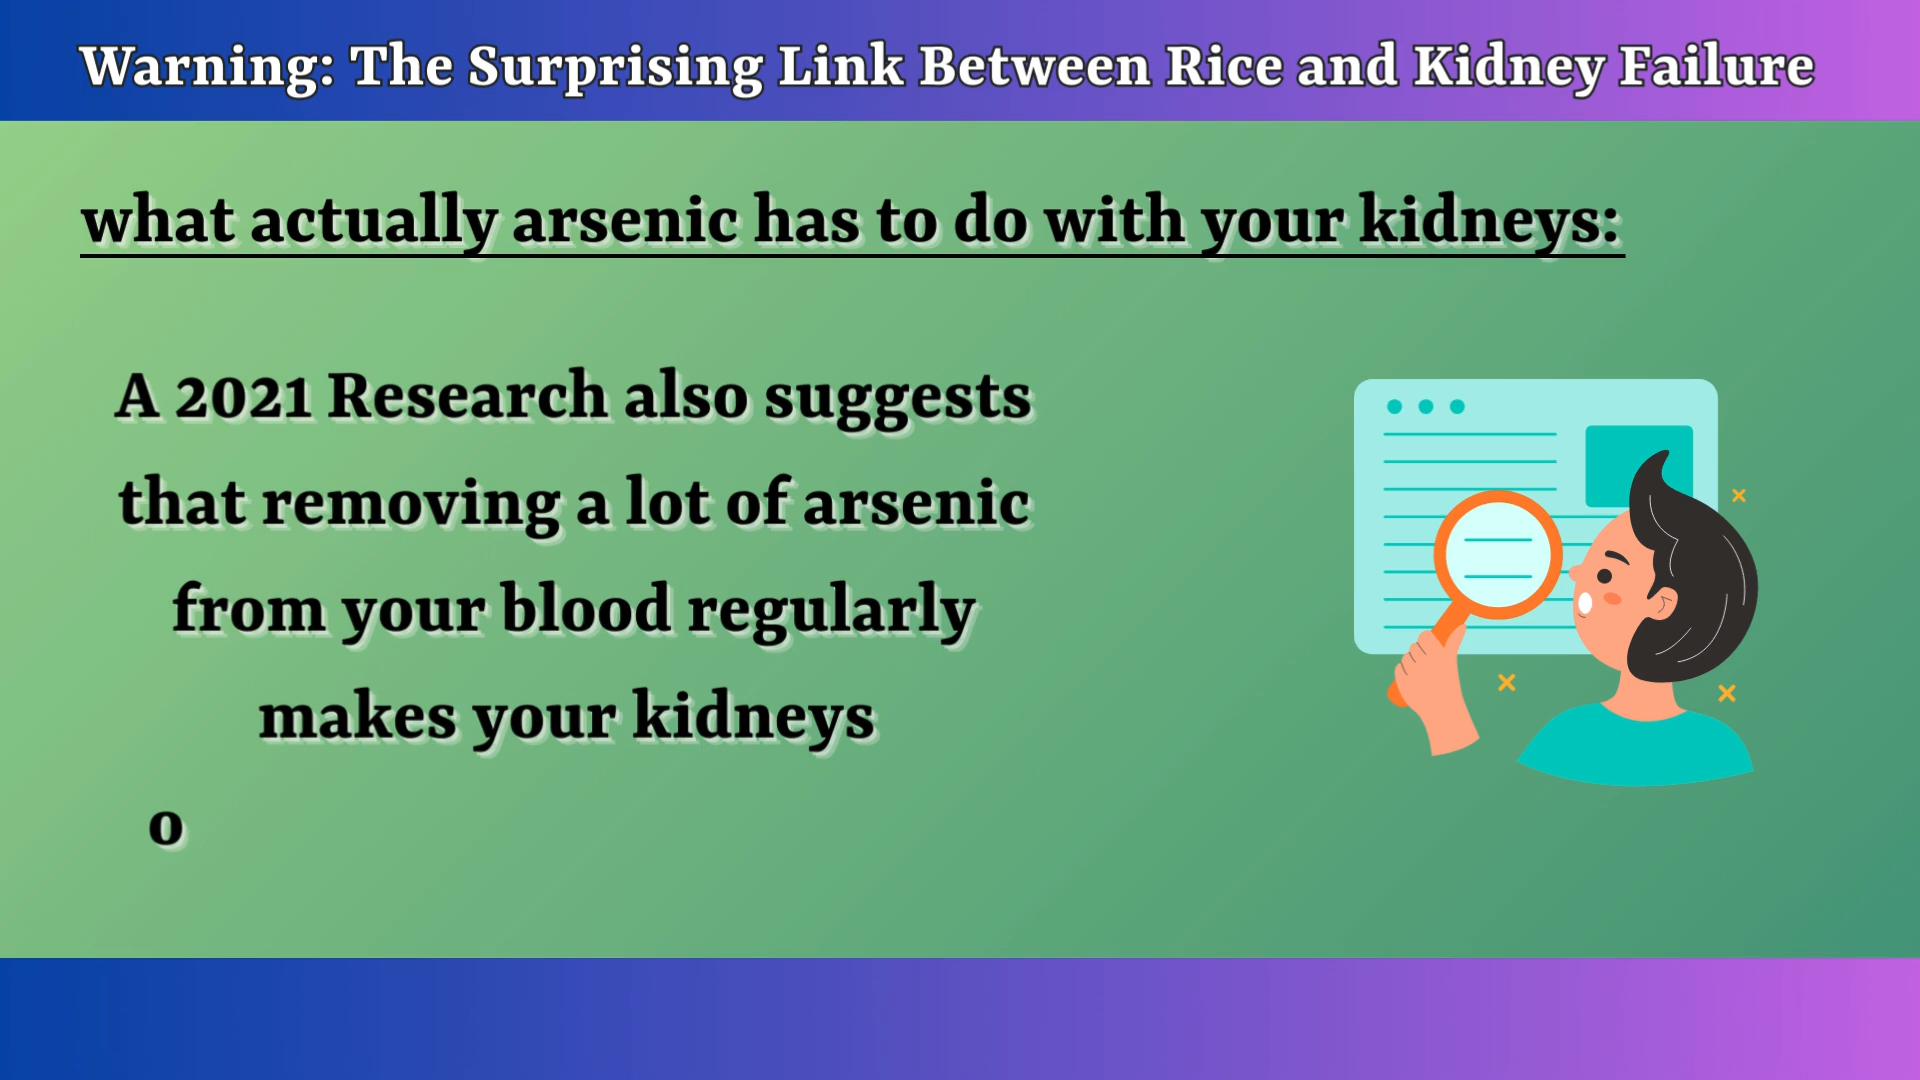 Warning: The Surprising Link Between Rice and Kidney Failure
what actually arsenic has to do with your kidneys:
A 2021 Research also suggests
that removing a lot of arsenic
from your blood regularly
makes your kidneys
o